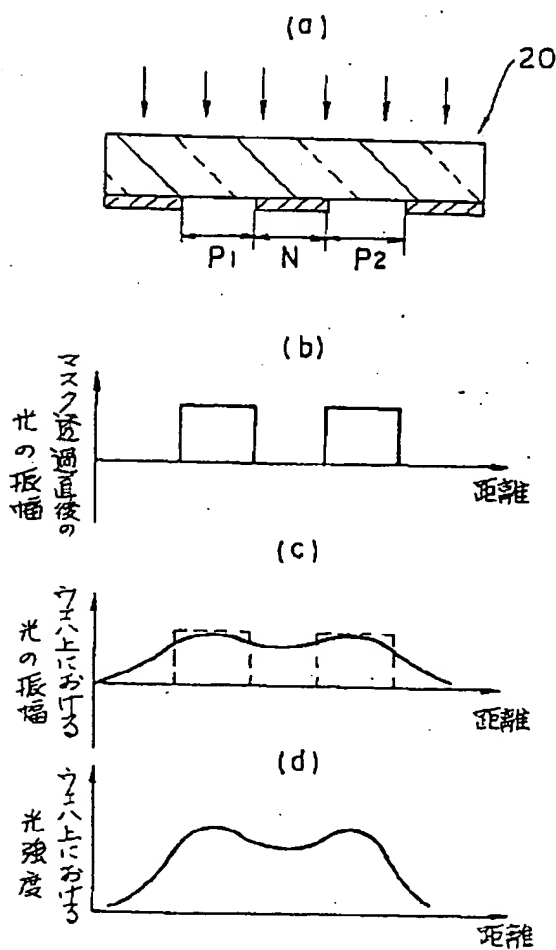 (a)
20
P1
N
P2
(b)
マスク透過直後の
光の振幅
距離
(c)
ウエハ上における
光の振幅
距離
(d)
ウエハ上における
光強度
距離